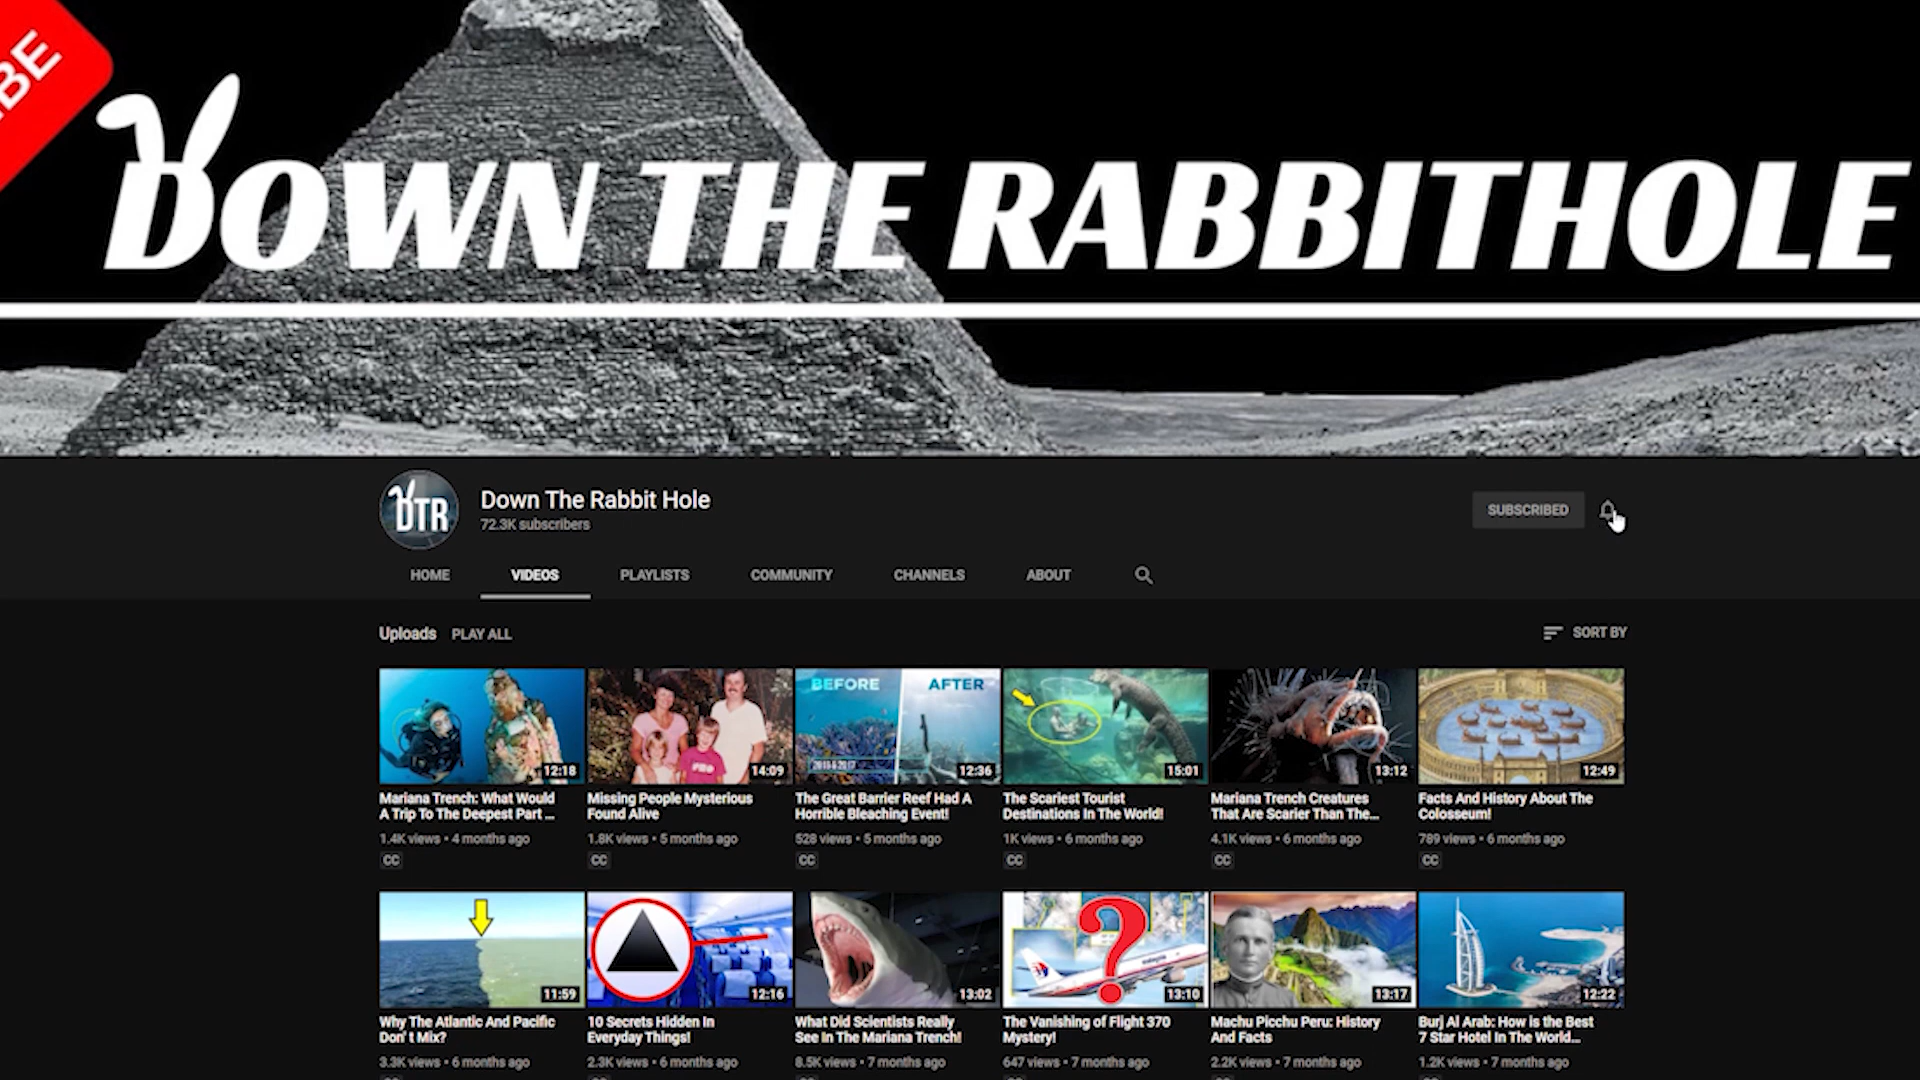 BE
DOWN THE RABBITHOLE
DTR
Down The Rabbit Hole
72.3K subscribers
SUBSCRIBED
HOME VIDEOS PLAYLISTS COMMUNITY CHANNELS ABOUT
Uploads PLAY ALL
SORT BY
BEFORE AFTER
12:18 14:09 12:36 15:01 13:12 12:49
Mariana Trench: What Would
A Trip To The Deepest Part ...
1.4K views • 4 months ago
CC
Missing People Mysterious
Found Alive
1.8K views • 5 months ago
CC
The Great Barrier Reef Had A
Horrible Bleaching Event!
528 views • 5 months ago
CC
The Scariest Tourist
Destinations In The World!
1K views • 6 months ago
CC
Mariana Trench Creatures
That Are Scarier Than The...
4.1K views • 6 months ago
CC
Facts And History About The
Colosseum!
789 views • 6 months ago
CC
?
11:59 12:16 13:02 13:10 13:17 12:22
Why The Atlantic And Pacific
Don't Mix?
3.3K views • 6 months ago
10 Secrets Hidden In
Everyday Things!
2.3K views • 6 months ago
What Did Scientists Really
See In The Mariana Trench!
8.5K views • 7 months ago
The Vanishing of Flight 370
Mystery!
647 views • 7 months ago
Machu Picchu Peru: History
And Facts
2.2K views • 7 months ago
Burj Al Arab: How is the Best
7 Star Hotel In The World...
1.2K views • 7 months ago